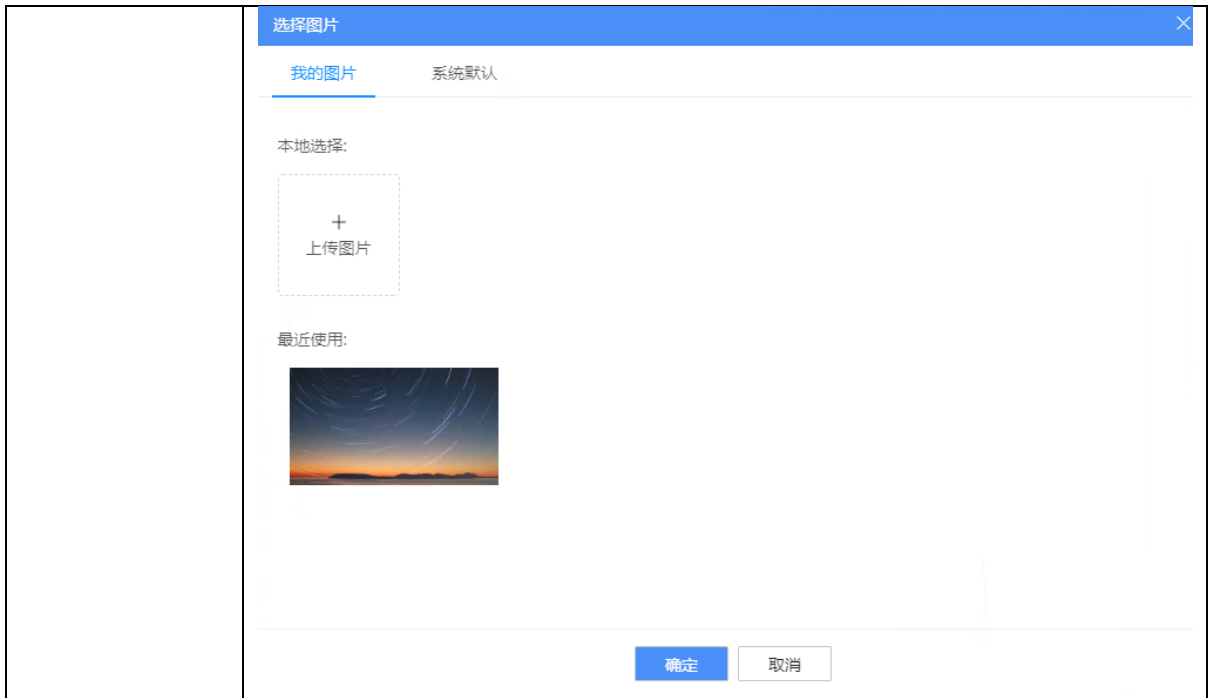 选择图片
我的图片 系统默认
本地选择:
+
上传图片
最近使用:
确定 取消